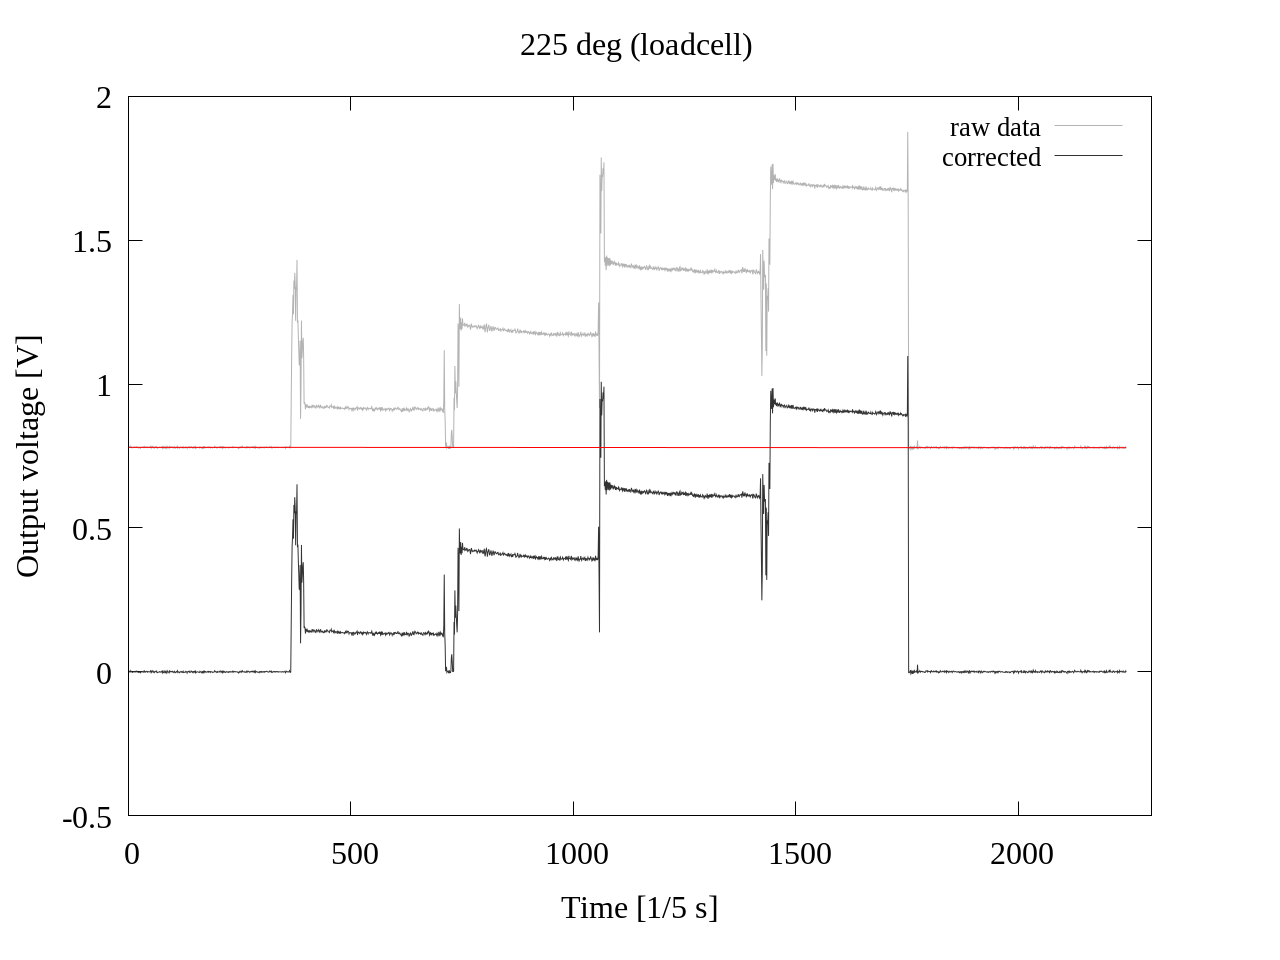 225 deg (loadcell)
2
raw data
corrected
1.5
1
0.5
0
-0.5
Output voltage [V]
0 500 1000 1500 2000
Time [1/5 s]